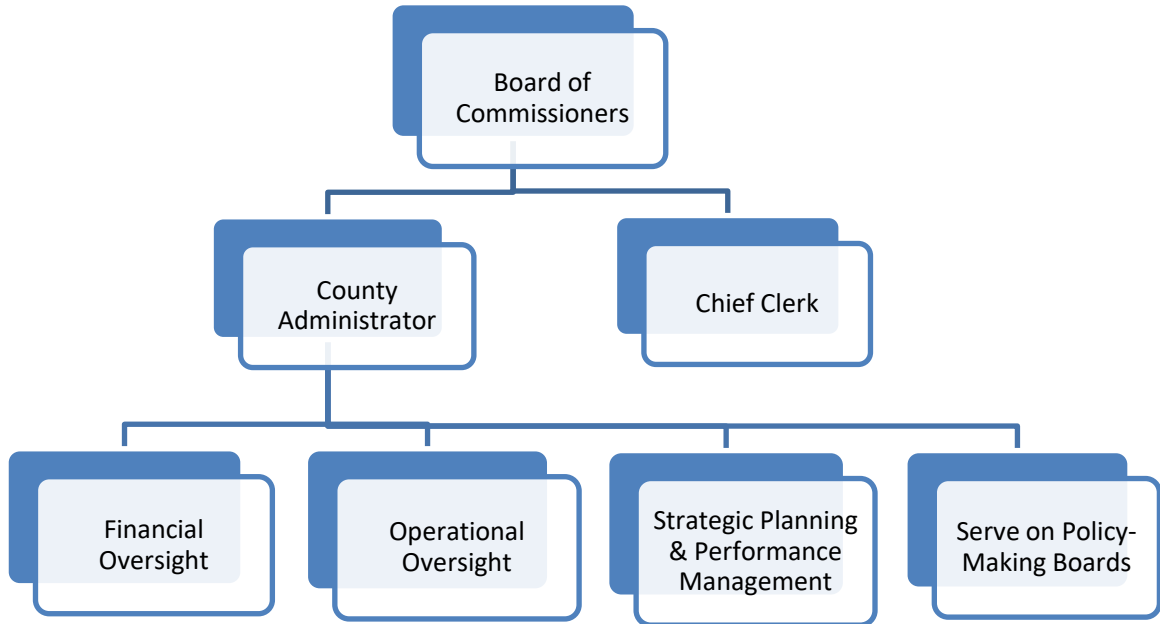 Board of
Commissioners
County
Administrator
Chief Clerk
Financial
Oversight
Operational
Oversight
Strategic Planning
& Performance
Management
Serve on Policy-
Making Boards